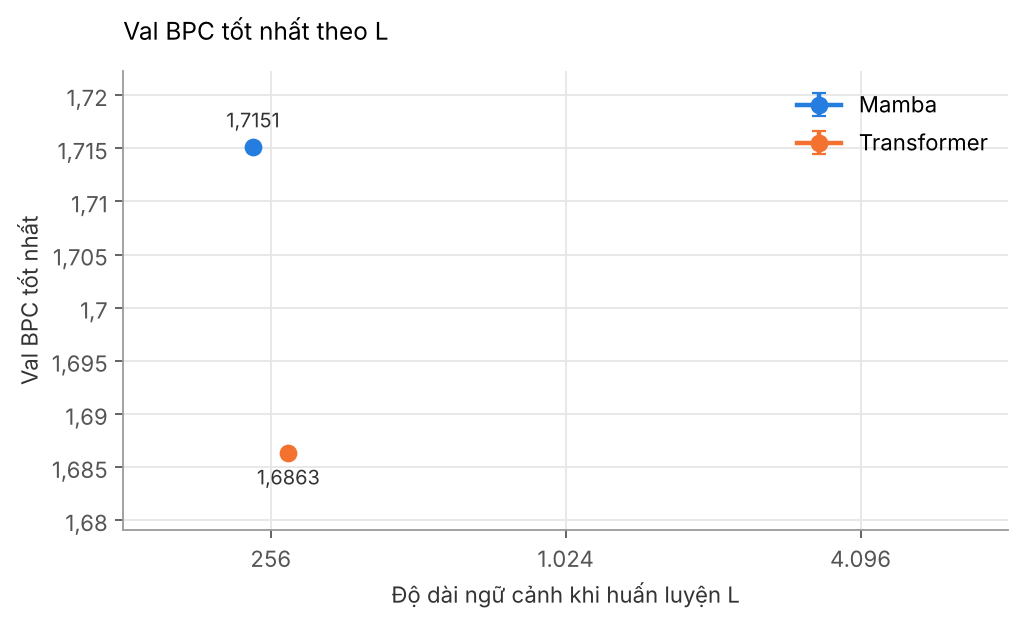 Val BPC tốt nhất theo L
Mamba
Transformer
1,7151
1,6863
1,72
1,715
1,71
1,705
1,7
1,695
1,69
1,685
1,68
Val BPC tốt nhất
256
1.024
4.096
Độ dài ngữ cảnh khi huấn luyện L